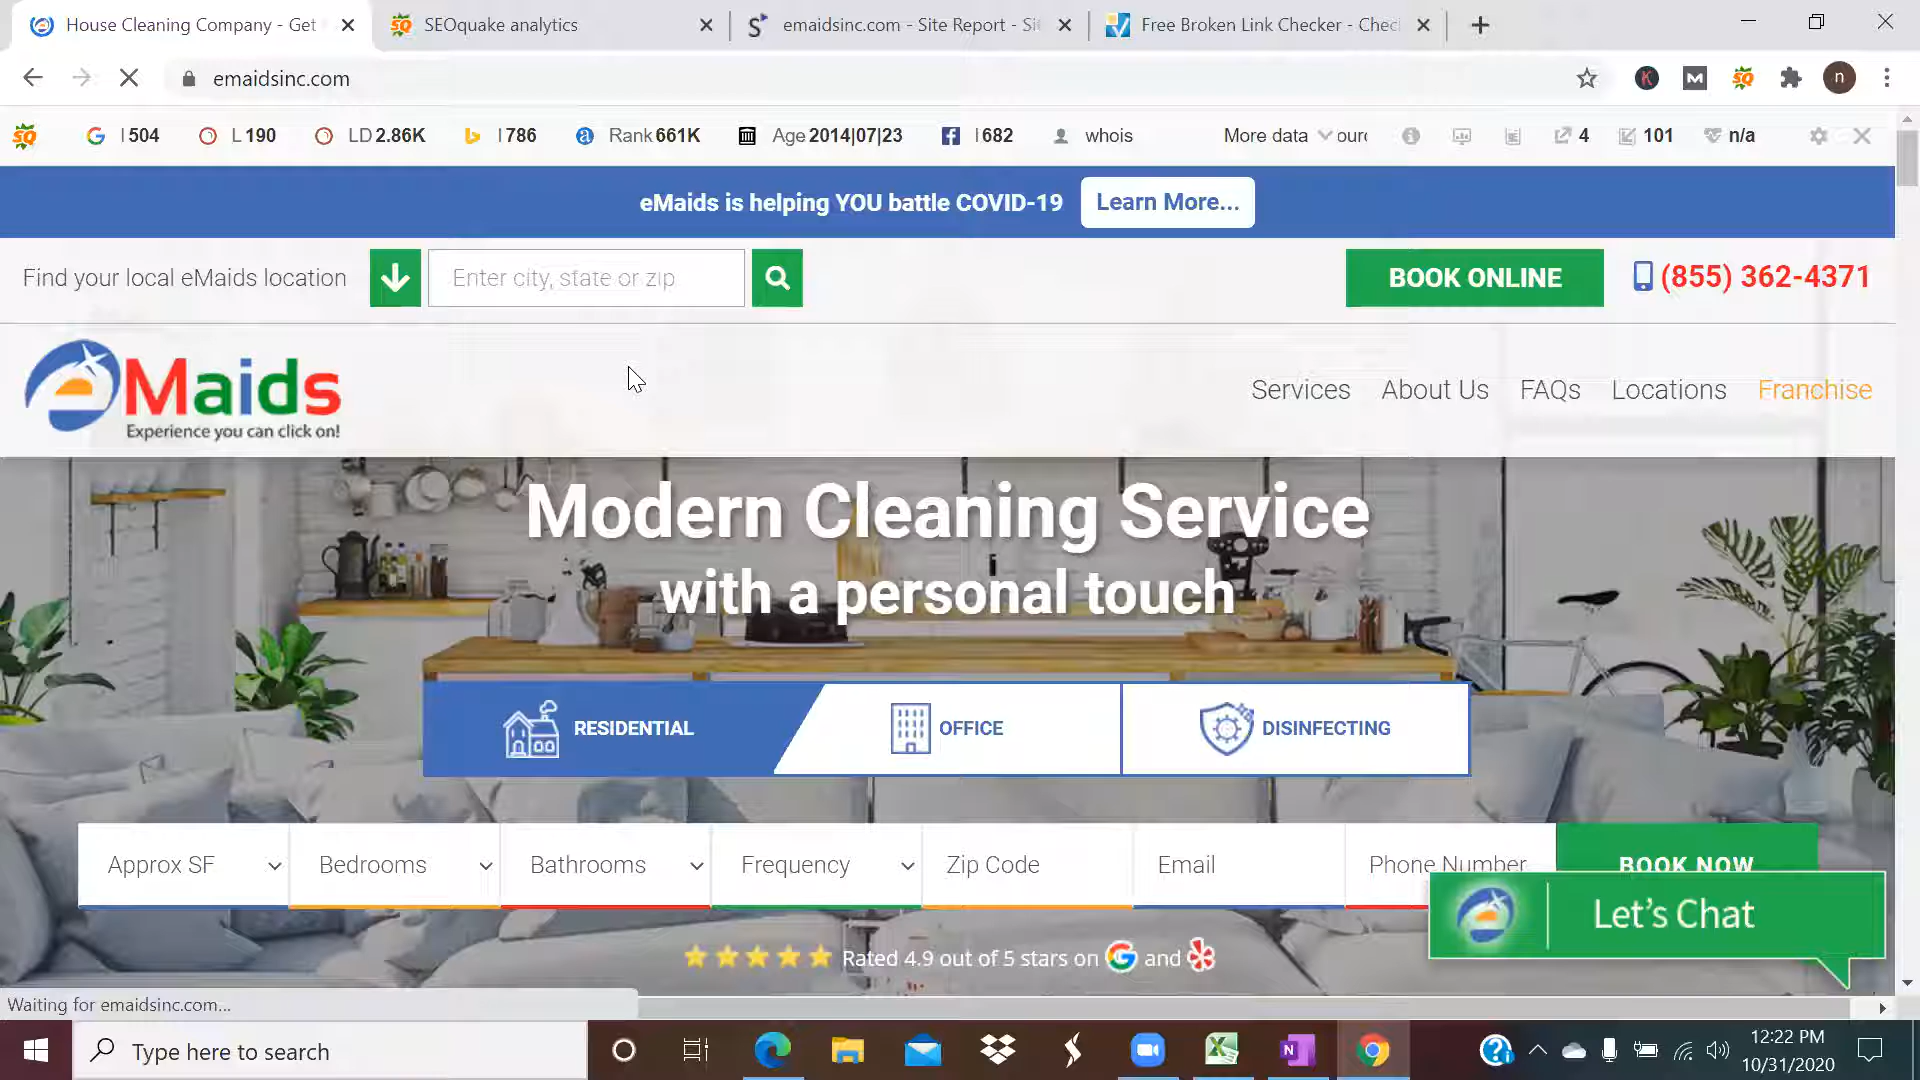 House Cleaning Company - Get
SEOquake analytics
emaidsinc.com - Site Report - Si
Free Broken Link Checker - Chec
emaidsinc.com
n
I 504
L 190
LD 2.86K
I 786
Rank 661K
Age 2014|07|23
I 682
whois
More data
ourc
4
101
n/a
eMaids is helping YOU battle COVID-19
Learn More...
Find your local eMaids location
Enter city, state or zip
BOOK ONLINE
(855) 362-4371
eMaids
Experience you can click on!
Services
About Us
FAQs
Locations
Franchise
Modern Cleaning Service
with a personal touch
RESIDENTIAL
OFFICE
DISINFECTING
Approx SF
Bedrooms
Bathrooms
Frequency
Zip Code
Email
Phone Number
BOOK NOW
Let's Chat
Rated 4.9 out of 5 stars on G and
Waiting for emaidsinc.com...
Type here to search
12:22 PM
10/31/2020